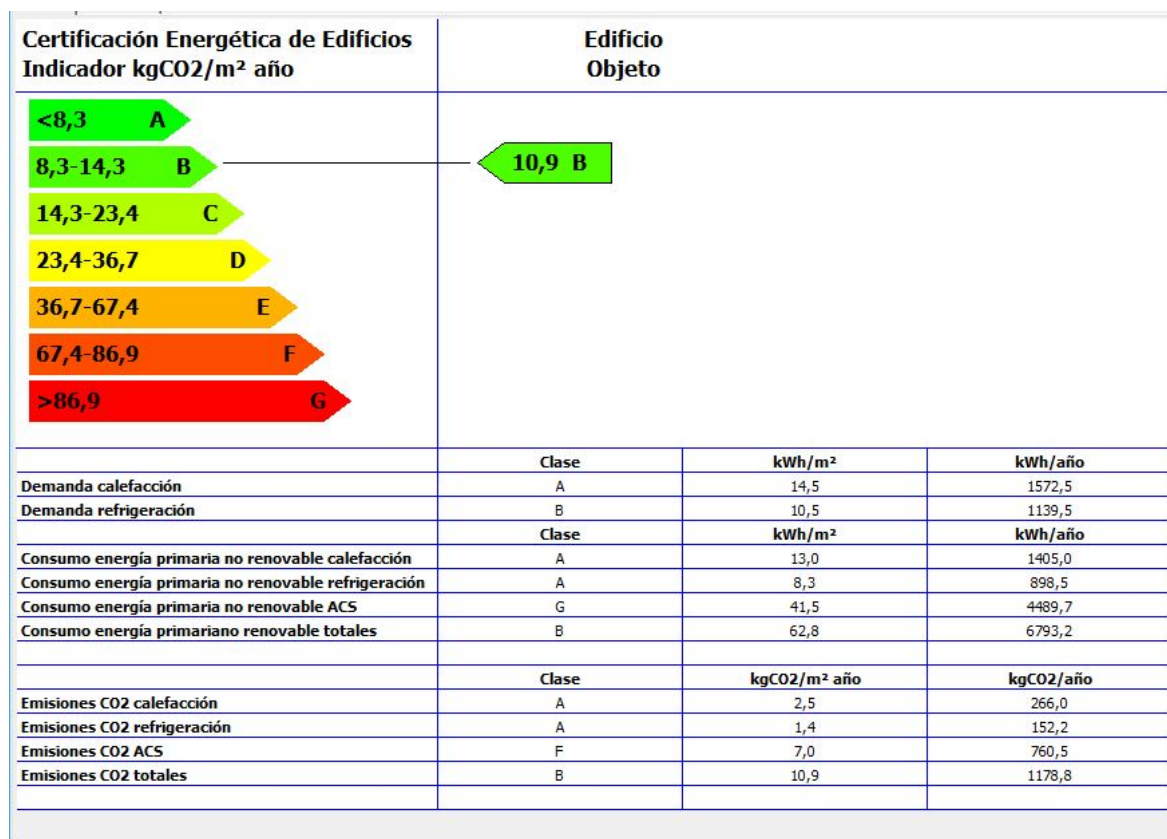 Certificación Energética de Edificios
Indicador kgCO2/m² año
Edificio
Objeto
<8,3 A
8,3-14,3 B
10,9 B
14,3-23,4 C
23,4-36,7 D
36,7-67,4 E
67,4-86,9 F
>86,9 G
Clase kWh/m² kWh/año
Demanda calefacción A 14,5 1572,5
Demanda refrigeración B 10,5 1139,5
Clase kWh/m² kWh/año
Consumo energía primaria no renovable calefacción A 13,0 1405,0
Consumo energía primaria no renovable refrigeración A 8,3 898,5
Consumo energía primaria no renovable ACS G 41,5 4489,7
Consumo energía primariano renovable totales B 62,8 6793,2
Clase kgCO2/m² año kgCO2/año
Emisiones CO2 calefacción A 2,5 266,0
Emisiones CO2 refrigeración A 1,4 152,2
Emisiones CO2 ACS F 7,0 760,5
Emisiones CO2 totales B 10,9 1178,8